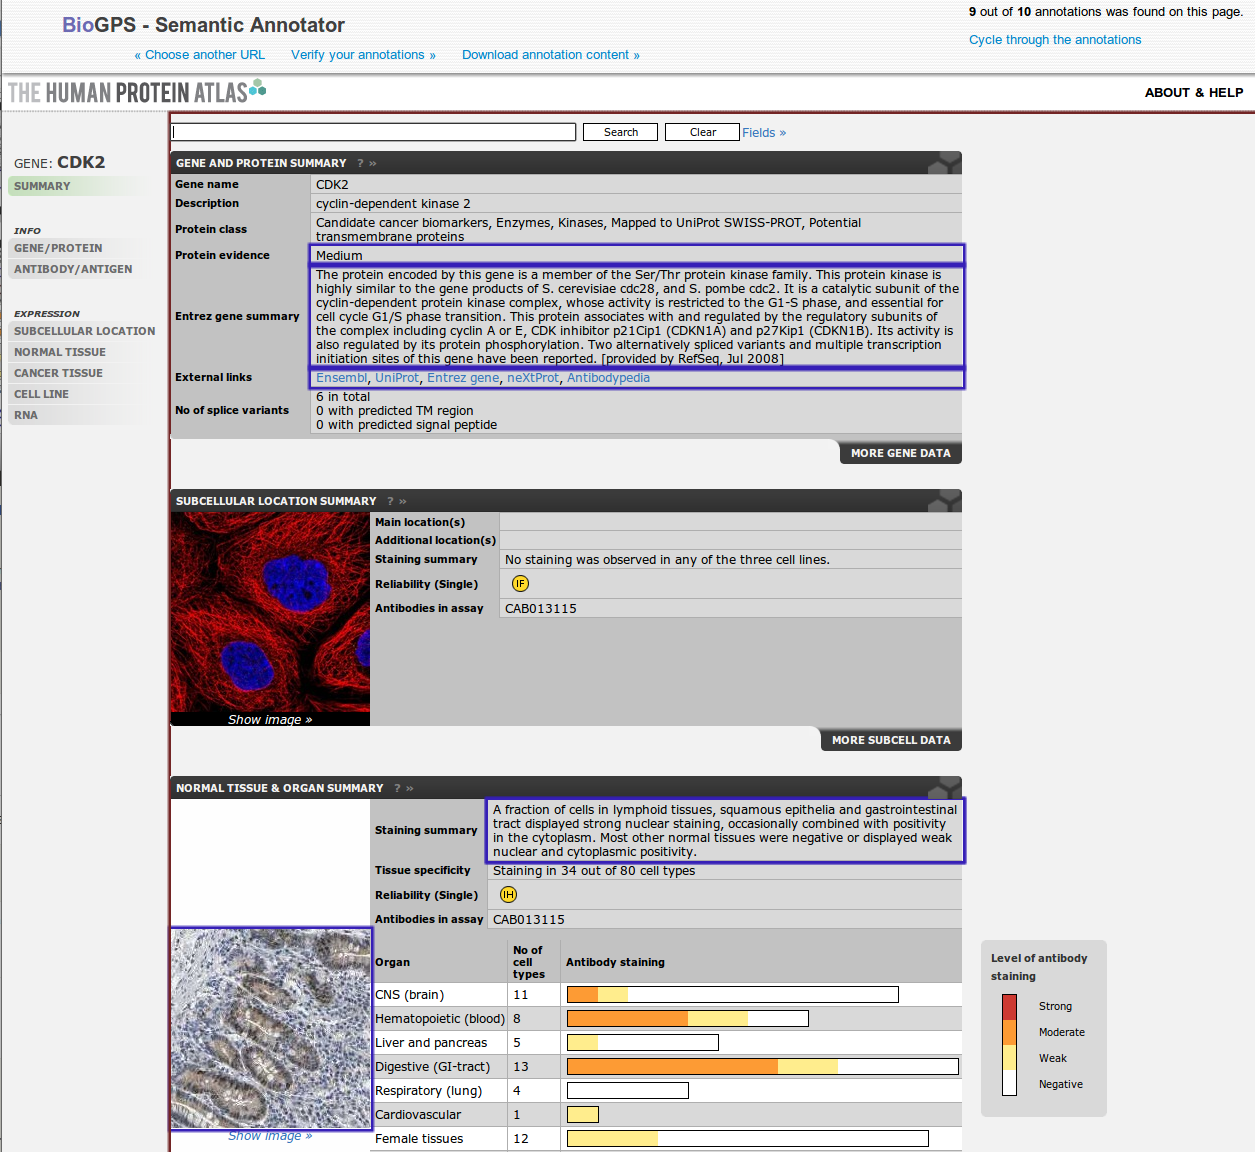 BioGPS - Semantic Annotator
9 out of 10 annotations was found on this page.
« Choose another URL Verify your annotations » Download annotation content »
Cycle through the annotations
THE HUMAN PROTEIN ATLAS
ABOUT & HELP
Search Clear Fields »
GENE: CDK2
SUMMARY
INFO
GENE/PROTEIN
ANTIBODY/ANTIGEN
EXPRESSION
SUBCELLULAR LOCATION
NORMAL TISSUE
CANCER TISSUE
CELL LINE
RNA
GENE AND PROTEIN SUMMARY ? »
Gene name CDK2
Description cyclin-dependent kinase 2
Protein class Candidate cancer biomarkers, Enzymes, Kinases, Mapped to UniProt SWISS-PROT, Potential
transmembrane proteins
Protein evidence Medium
Entrez gene summary
The protein encoded by this gene is a member of the Ser/Thr protein kinase family. This protein kinase is
highly similar to the gene products of S. cerevisiae cdc28, and S. pombe cdc2. It is a catalytic subunit of the
cyclin-dependent protein kinase complex, whose activity is restricted to the G1-S phase, and essential for
cell cycle G1/S phase transition. This protein associates with and regulated by the regulatory subunits of
the complex including cyclin A or E, CDK inhibitor p21Cip1 (CDKN1A) and p27Kip1 (CDKN1B). Its activity is
also regulated by its protein phosphorylation. Two alternatively spliced variants and multiple transcription
initiation sites of this gene have been reported. [provided by RefSeq, Jul 2008]
External links Ensembl, UniProt, Entrez gene, neXtProt, Antibodypedia
No of splice variants
6 in total
0 with predicted TM region
0 with predicted signal peptide
MORE GENE DATA
SUBCELLULAR LOCATION SUMMARY ? »
Main location(s)
Additional location(s)
Staining summary No staining was observed in any of the three cell lines.
Reliability (Single) IF
Antibodies in assay CAB013115
Show image »
MORE SUBCELL DATA
NORMAL TISSUE & ORGAN SUMMARY ? »
Staining summary
A fraction of cells in lymphoid tissues, squamous epithelia and gastrointestinal
tract displayed strong nuclear staining, occasionally combined with positivity
in the cytoplasm. Most other normal tissues were negative or displayed weak
nuclear and cytoplasmic positivity.
Tissue specificity Staining in 34 out of 80 cell types
Reliability (Single) IH
Antibodies in assay CAB013115
Organ No of cell types Antibody staining
CNS (brain) 11
Hematopoietic (blood) 8
Liver and pancreas 5
Digestive (GI-tract) 13
Respiratory (lung) 4
Cardiovascular 1
Female tissues 12
Show image »
Level of antibody
staining
Strong
Moderate
Weak
Negative